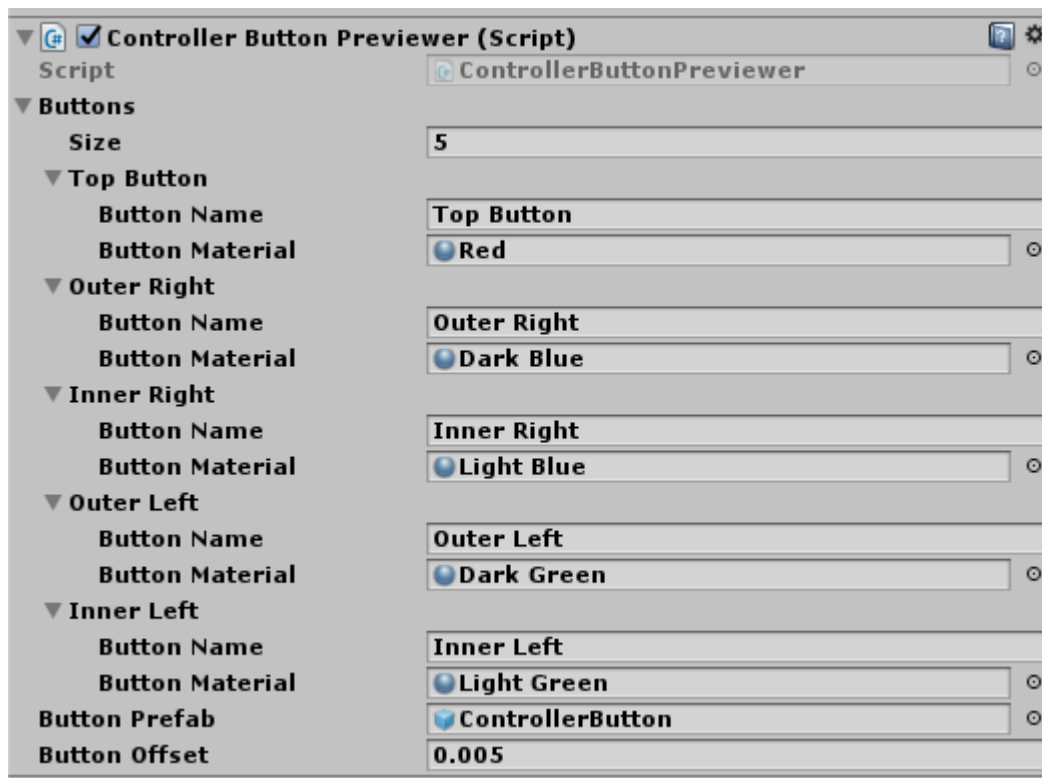 Controller Button Previewer (Script)
Script ControllerButtonPreviewer
Buttons
Size 5
Top Button
Button Name Top Button
Button Material Red
Outer Right
Button Name Outer Right
Button Material Dark Blue
Inner Right
Button Name Inner Right
Button Material Light Blue
Outer Left
Button Name Outer Left
Button Material Dark Green
Inner Left
Button Name Inner Left
Button Material Light Green
Button Prefab ControllerButton
Button Offset 0.005